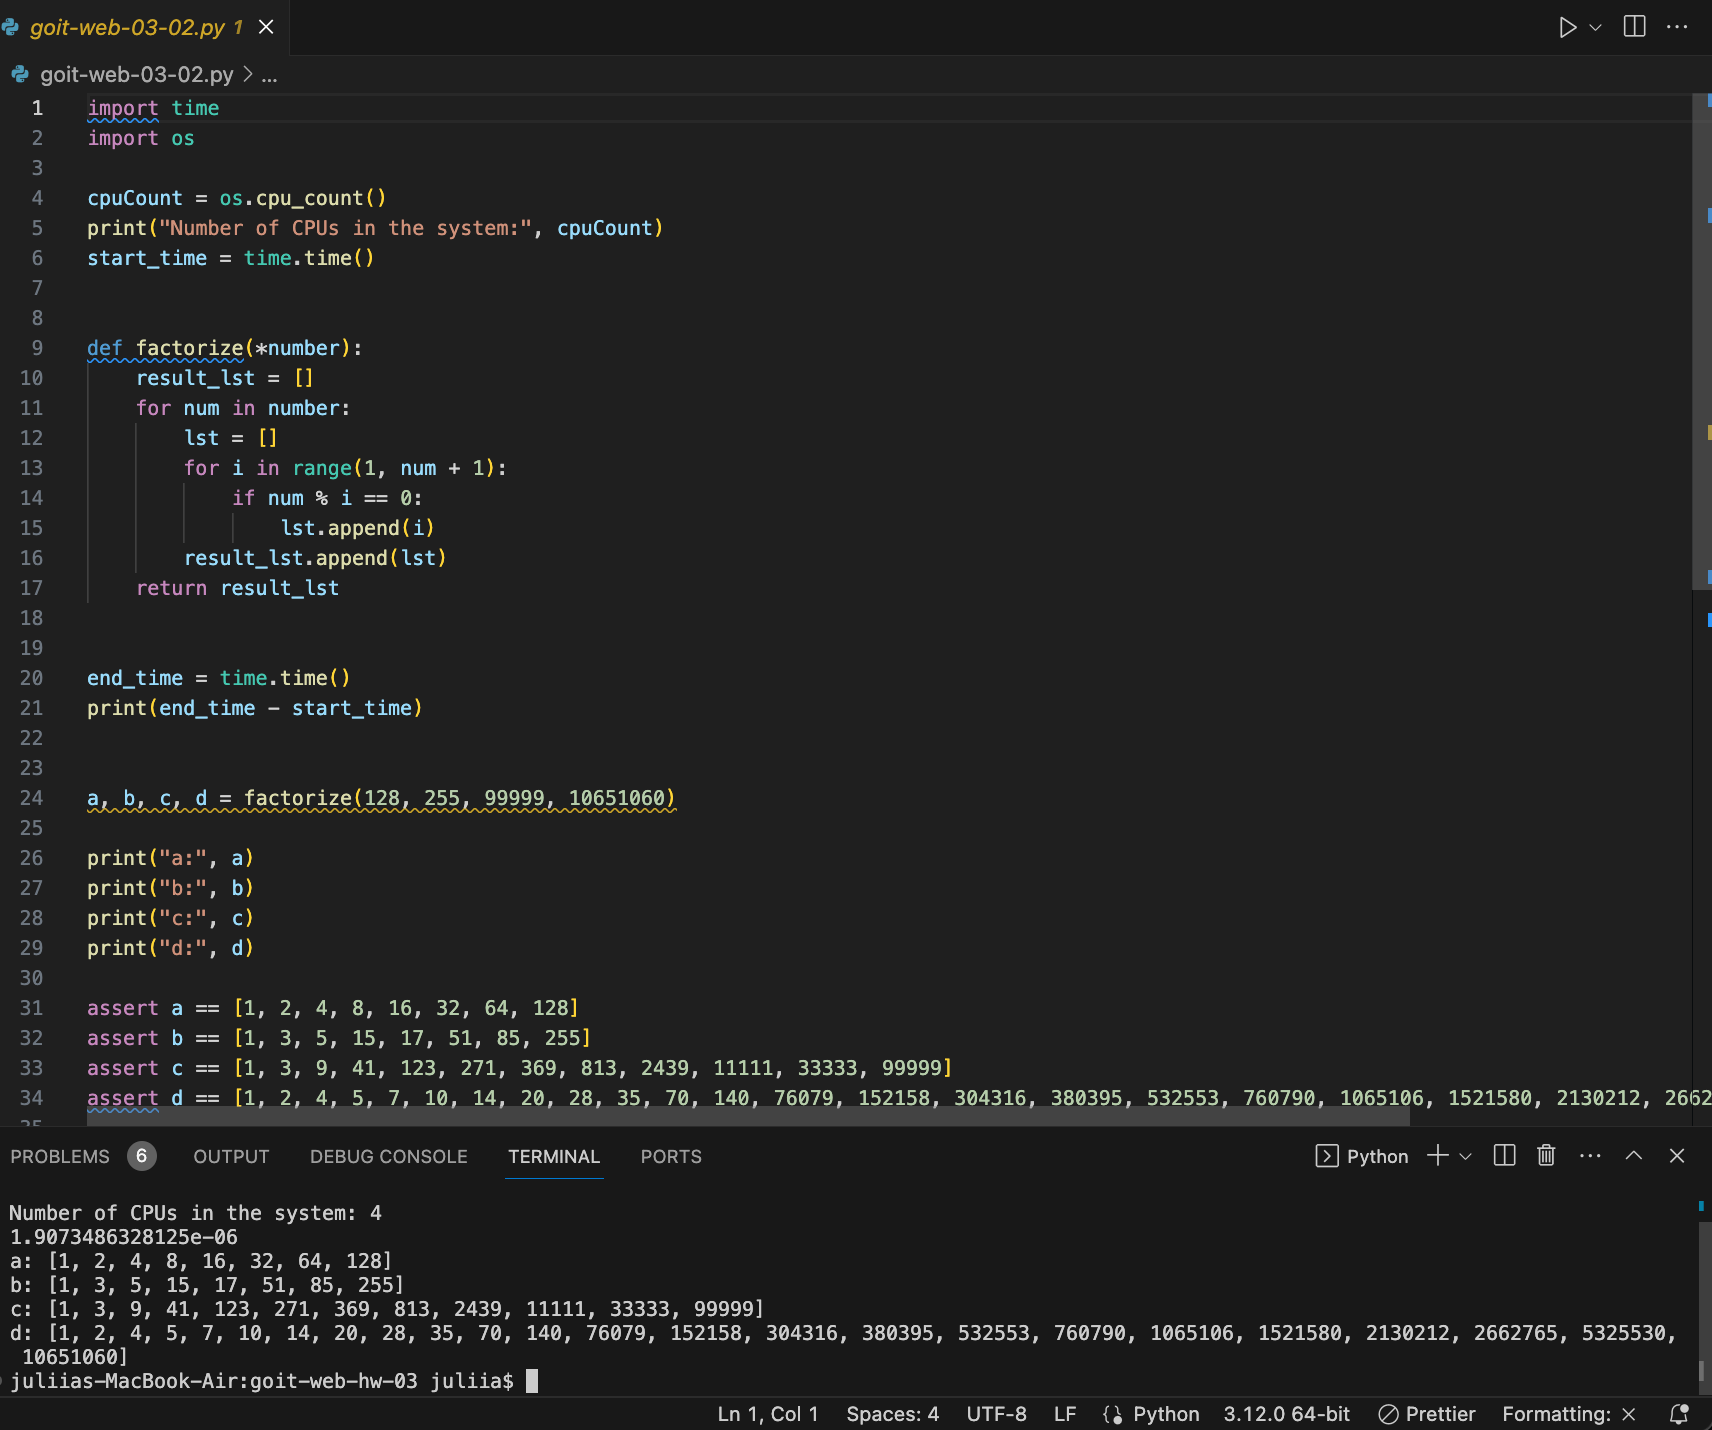 goit-web-03-02.py 1
goit-web-03-02.py > ...
1 import time
2 import os
3
4 cpuCount = os.cpu_count()
5 print("Number of CPUs in the system:", cpuCount)
6 start_time = time.time()
7
8
9 def factorize(*number):
10     result_lst = []
11     for num in number:
12         lst = []
13         for i in range(1, num + 1):
14             if num % i == 0:
15                 lst.append(i)
16         result_lst.append(lst)
17     return result_lst
18
19
20 end_time = time.time()
21 print(end_time - start_time)
22
23
24 a, b, c, d = factorize(128, 255, 99999, 10651060)
25
26 print("a:", a)
27 print("b:", b)
28 print("c:", c)
29 print("d:", d)
30
31 assert a == [1, 2, 4, 8, 16, 32, 64, 128]
32 assert b == [1, 3, 5, 15, 17, 51, 85, 255]
33 assert c == [1, 3, 9, 41, 123, 271, 369, 813, 2439, 11111, 33333, 99999]
34 assert d == [1, 2, 4, 5, 7, 10, 14, 20, 28, 35, 70, 140, 76079, 152158, 304316, 380395, 532553, 760790, 1065106, 1521580, 2130212, 2662
35
PROBLEMS 6 OUTPUT DEBUG CONSOLE TERMINAL PORTS Python
Number of CPUs in the system: 4
1.9073486328125e-06
a: [1, 2, 4, 8, 16, 32, 64, 128]
b: [1, 3, 5, 15, 17, 51, 85, 255]
c: [1, 3, 9, 41, 123, 271, 369, 813, 2439, 11111, 33333, 99999]
d: [1, 2, 4, 5, 7, 10, 14, 20, 28, 35, 70, 140, 76079, 152158, 304316, 380395, 532553, 760790, 1065106, 1521580, 2130212, 2662765, 5325530,
10651060]
juliias-MacBook-Air:goit-web-hw-03 juliia$
Ln 1, Col 1 Spaces: 4 UTF-8 LF Python 3.12.0 64-bit Prettier Formatting: ×